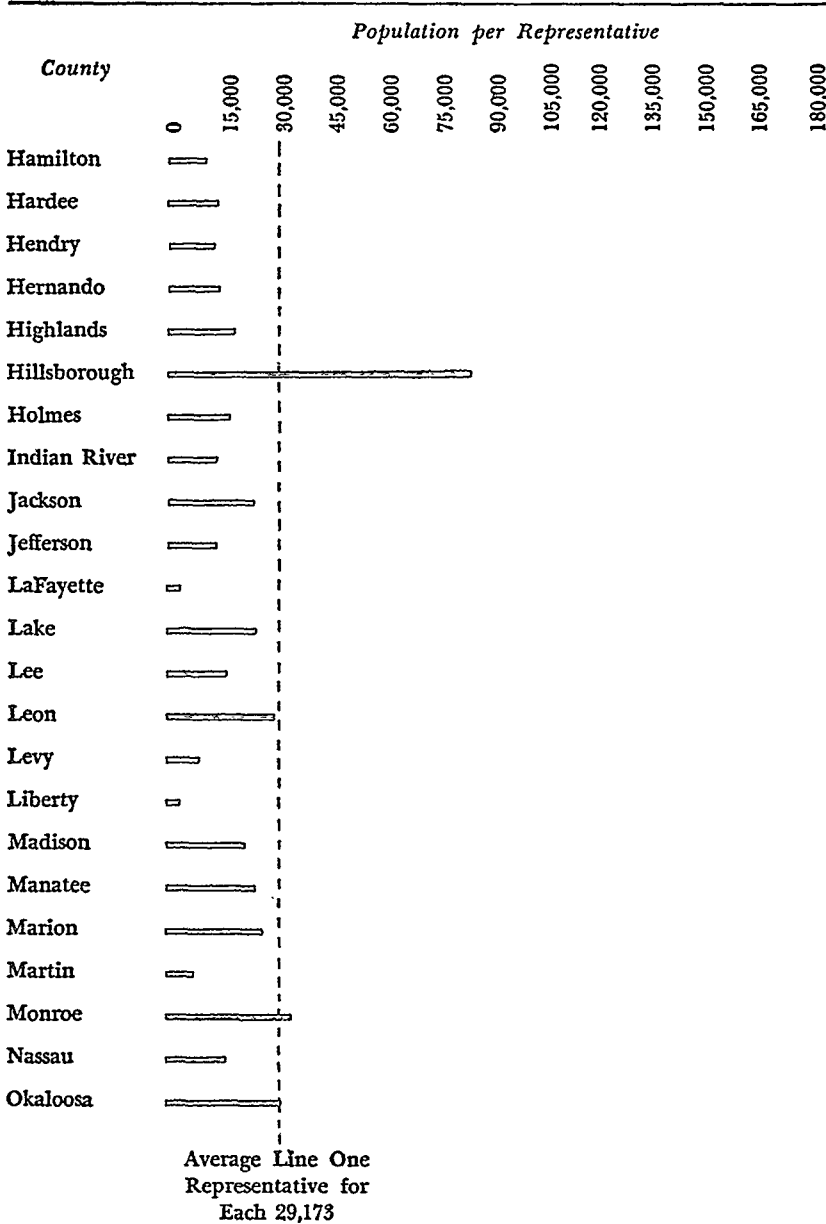 Population per Representative
County
0 15,000 30,000 45,000 60,000 75,000 90,000 105,000 120,000 135,000 150,000 165,000 180,000
Hamilton
Hardee
Hendry
Hernando
Highlands
Hillsborough
Holmes
Indian River
Jackson
Jefferson
LaFayette
Lake
Lee
Leon
Levy
Liberty
Madison
Manatee
Marion
Martin
Monroe
Nassau
Okaloosa
Average Line One
Representative for
Each 29,173